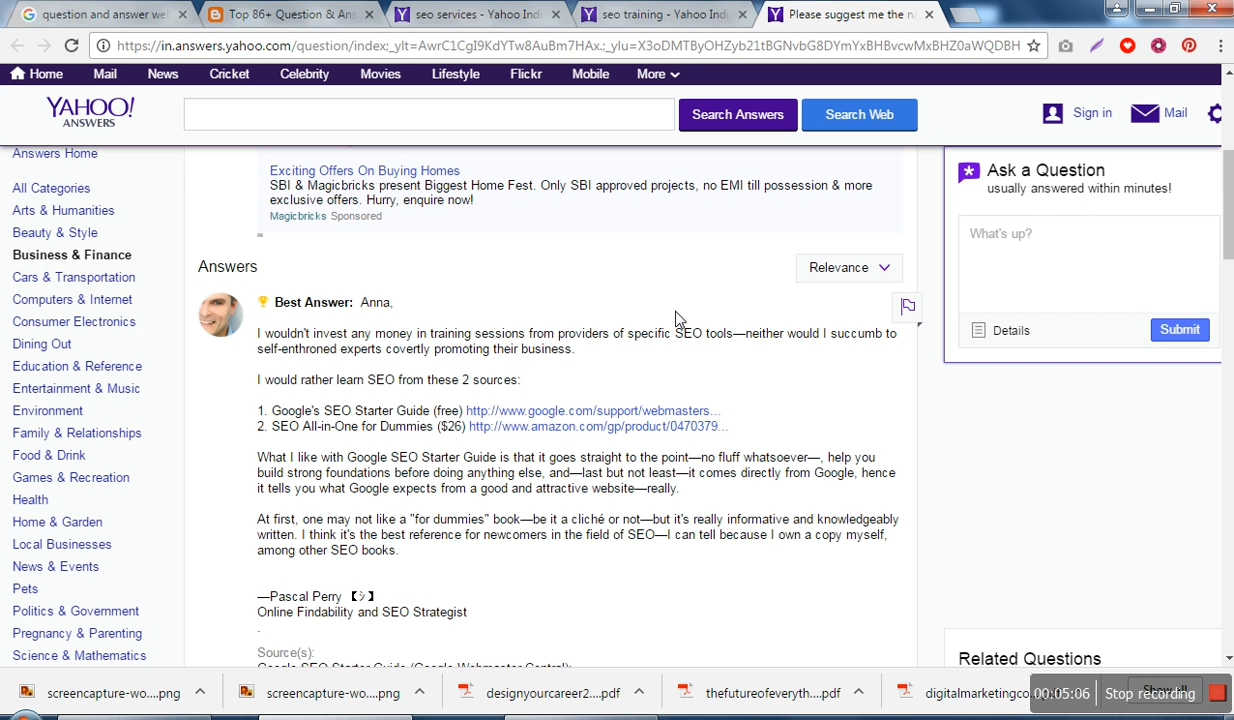 question and answer we
Top 86+ Question & An
seo services - Yahoo Indi
seo training - Yahoo Indi
Please suggest me the na
https://in.answers.yahoo.com/question/index;_ylt=AwrC1CgI9KdYTw8AuBm7HAx.;_ylu=X3oDMTByOHZyb21tBGNvbG8DYmYxBHBvcwMxBHZ0aWQDBH
Home Mail News Cricket Celebrity Movies Lifestyle Flickr Mobile More
YAHOO!
ANSWERS
Search Answers
Search Web
Sign in
Mail
Answers Home
All Categories
Arts & Humanities
Beauty & Style
Business & Finance
Cars & Transportation
Computers & Internet
Consumer Electronics
Dining Out
Education & Reference
Entertainment & Music
Environment
Family & Relationships
Food & Drink
Games & Recreation
Health
Home & Garden
Local Businesses
News & Events
Pets
Politics & Government
Pregnancy & Parenting
Science & Mathematics
Exciting Offers On Buying Homes
SBI & Magicbricks present Biggest Home Fest. Only SBI approved projects, no EMI till possession & more
exclusive offers. Hurry, enquire now!
Magicbricks Sponsored
Answers
Relevance
Best Answer: Anna,
I wouldn't invest any money in training sessions from providers of specific SEO tools—neither would I succumb to
self-enthroned experts covertly promoting their business.
I would rather learn SEO from these 2 sources:
1. Google's SEO Starter Guide (free) http://www.google.com/support/webmasters...
2. SEO All-in-One for Dummies ($26) http://www.amazon.com/gp/product/0470379...
What I like with Google SEO Starter Guide is that it goes straight to the point—no fluff whatsoever—, help you
build strong foundations before doing anything else, and—last but not least—it comes directly from Google, hence
it tells you what Google expects from a good and attractive website—really.
At first, one may not like a "for dummies" book—be it a cliché or not—but it's really informative and knowledgeably
written. I think it's the best reference for newcomers in the field of SEO—I can tell because I own a copy myself,
among other SEO books.
—Pascal Perry 【ツ】
Online Findability and SEO Strategist
.
Source(s):
Google SEO Starter Guide (Google Webmaster Central):
Ask a Question
usually answered within minutes!
What's up?
Details
Submit
Related Questions
screencapture-wo....png
screencapture-wo....png
designyourcareer2....pdf
thefutureofeveryth....pdf
digitalmarketingco
00:05:06
Stop recording